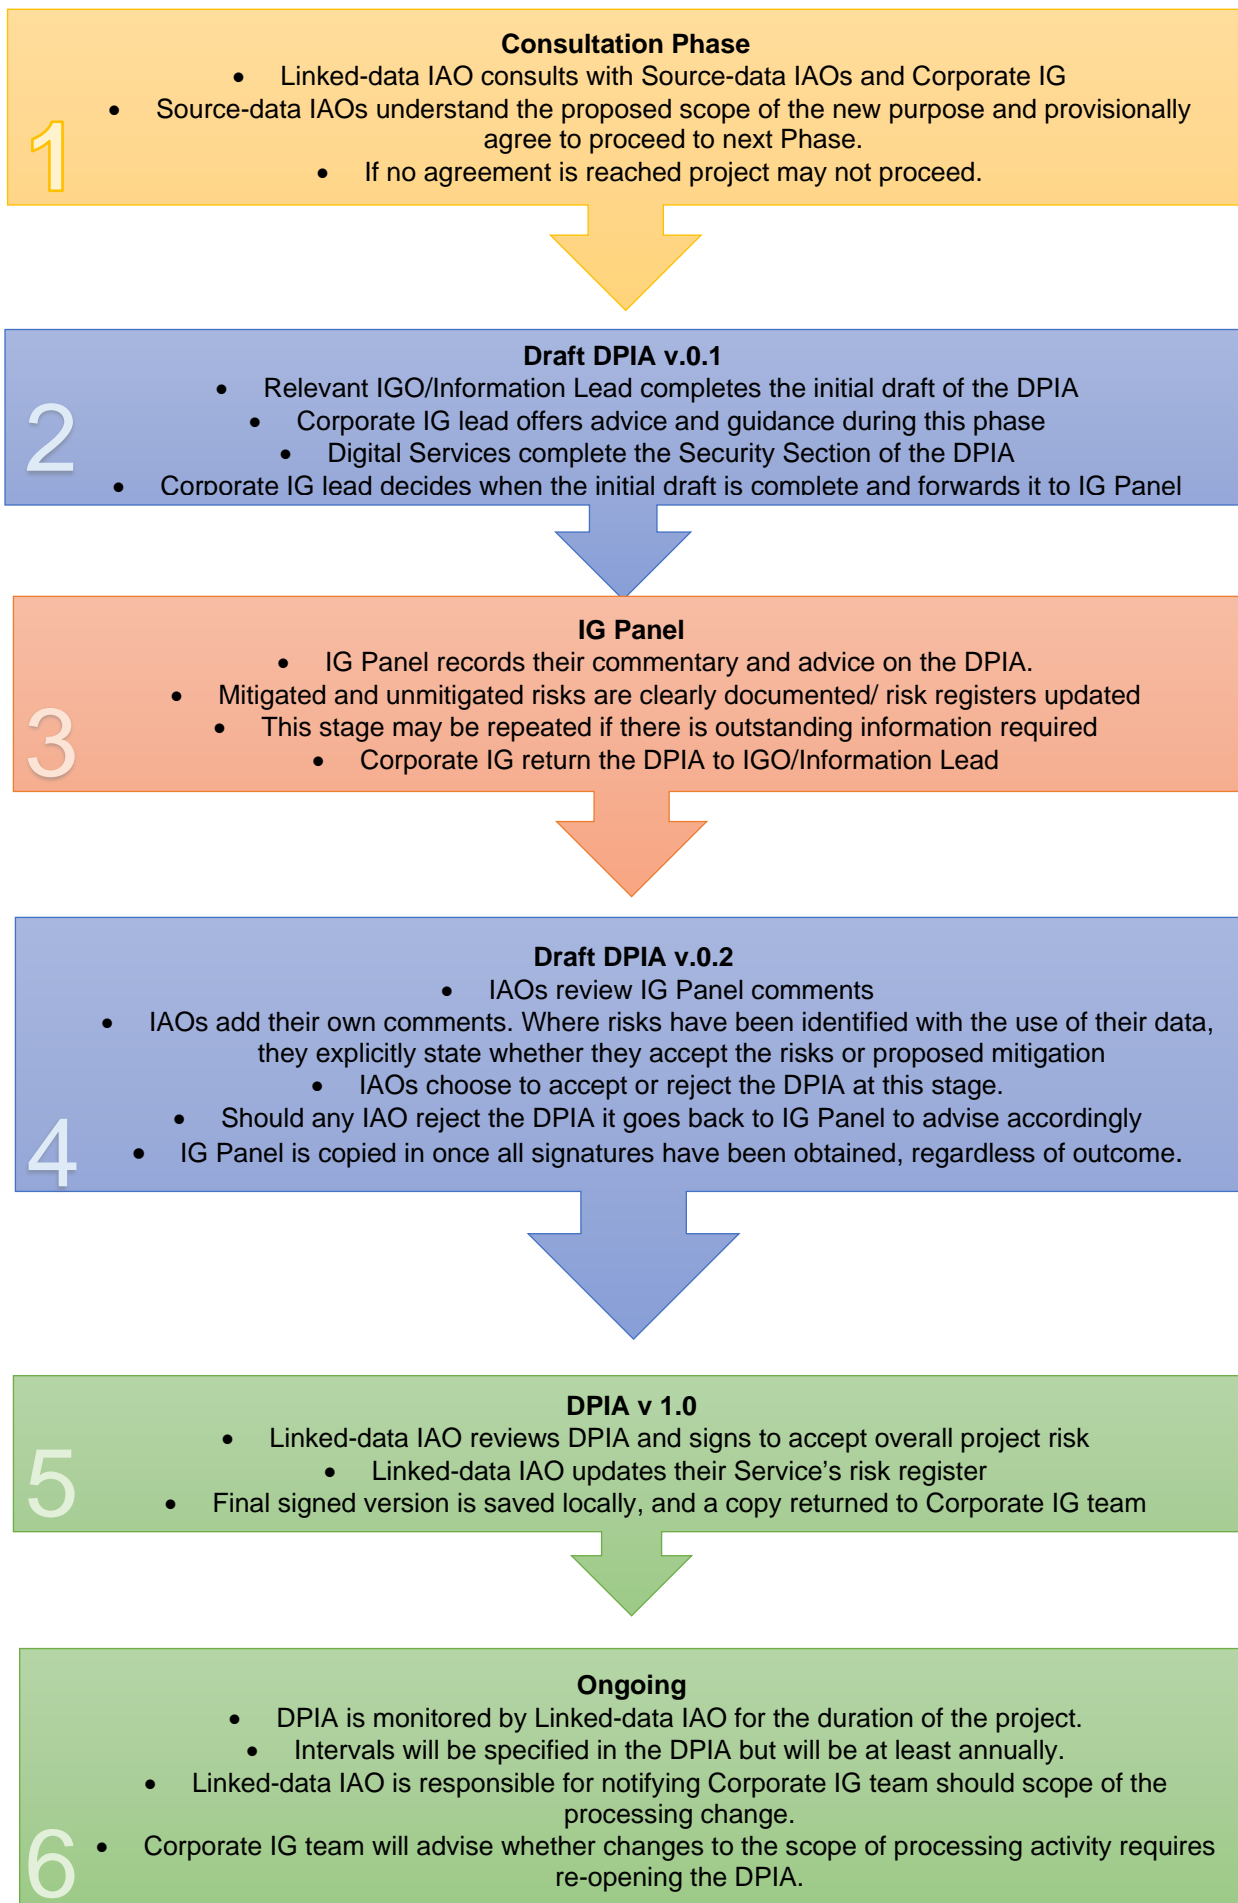 Consultation Phase
• Linked-data IAO consults with Source-data IAOs and Corporate IG
• Source-data IAOs understand the proposed scope of the new purpose and provisionally
agree to proceed to next Phase.
• If no agreement is reached project may not proceed.
1
Draft DPIA v.0.1
• Relevant IGO/Information Lead completes the initial draft of the DPIA
• Corporate IG lead offers advice and guidance during this phase
• Digital Services complete the Security Section of the DPIA
• Corporate IG lead decides when the initial draft is complete and forwards it to IG Panel
2
IG Panel
• IG Panel records their commentary and advice on the DPIA.
• Mitigated and unmitigated risks are clearly documented/ risk registers updated
• This stage may be repeated if there is outstanding information required
• Corporate IG return the DPIA to IGO/Information Lead
3
Draft DPIA v.0.2
• IAOs review IG Panel comments
• IAOs add their own comments. Where risks have been identified with the use of their data,
they explicitly state whether they accept the risks or proposed mitigation
• IAOs choose to accept or reject the DPIA at this stage.
• Should any IAO reject the DPIA it goes back to IG Panel to advise accordingly
• IG Panel is copied in once all signatures have been obtained, regardless of outcome.
4
DPIA v 1.0
• Linked-data IAO reviews DPIA and signs to accept overall project risk
• Linked-data IAO updates their Service's risk register
• Final signed version is saved locally, and a copy returned to Corporate IG team
5
Ongoing
• DPIA is monitored by Linked-data IAO for the duration of the project.
• Intervals will be specified in the DPIA but will be at least annually.
• Linked-data IAO is responsible for notifying Corporate IG team should scope of the
processing change.
• Corporate IG team will advise whether changes to the scope of processing activity requires
re-opening the DPIA.
6